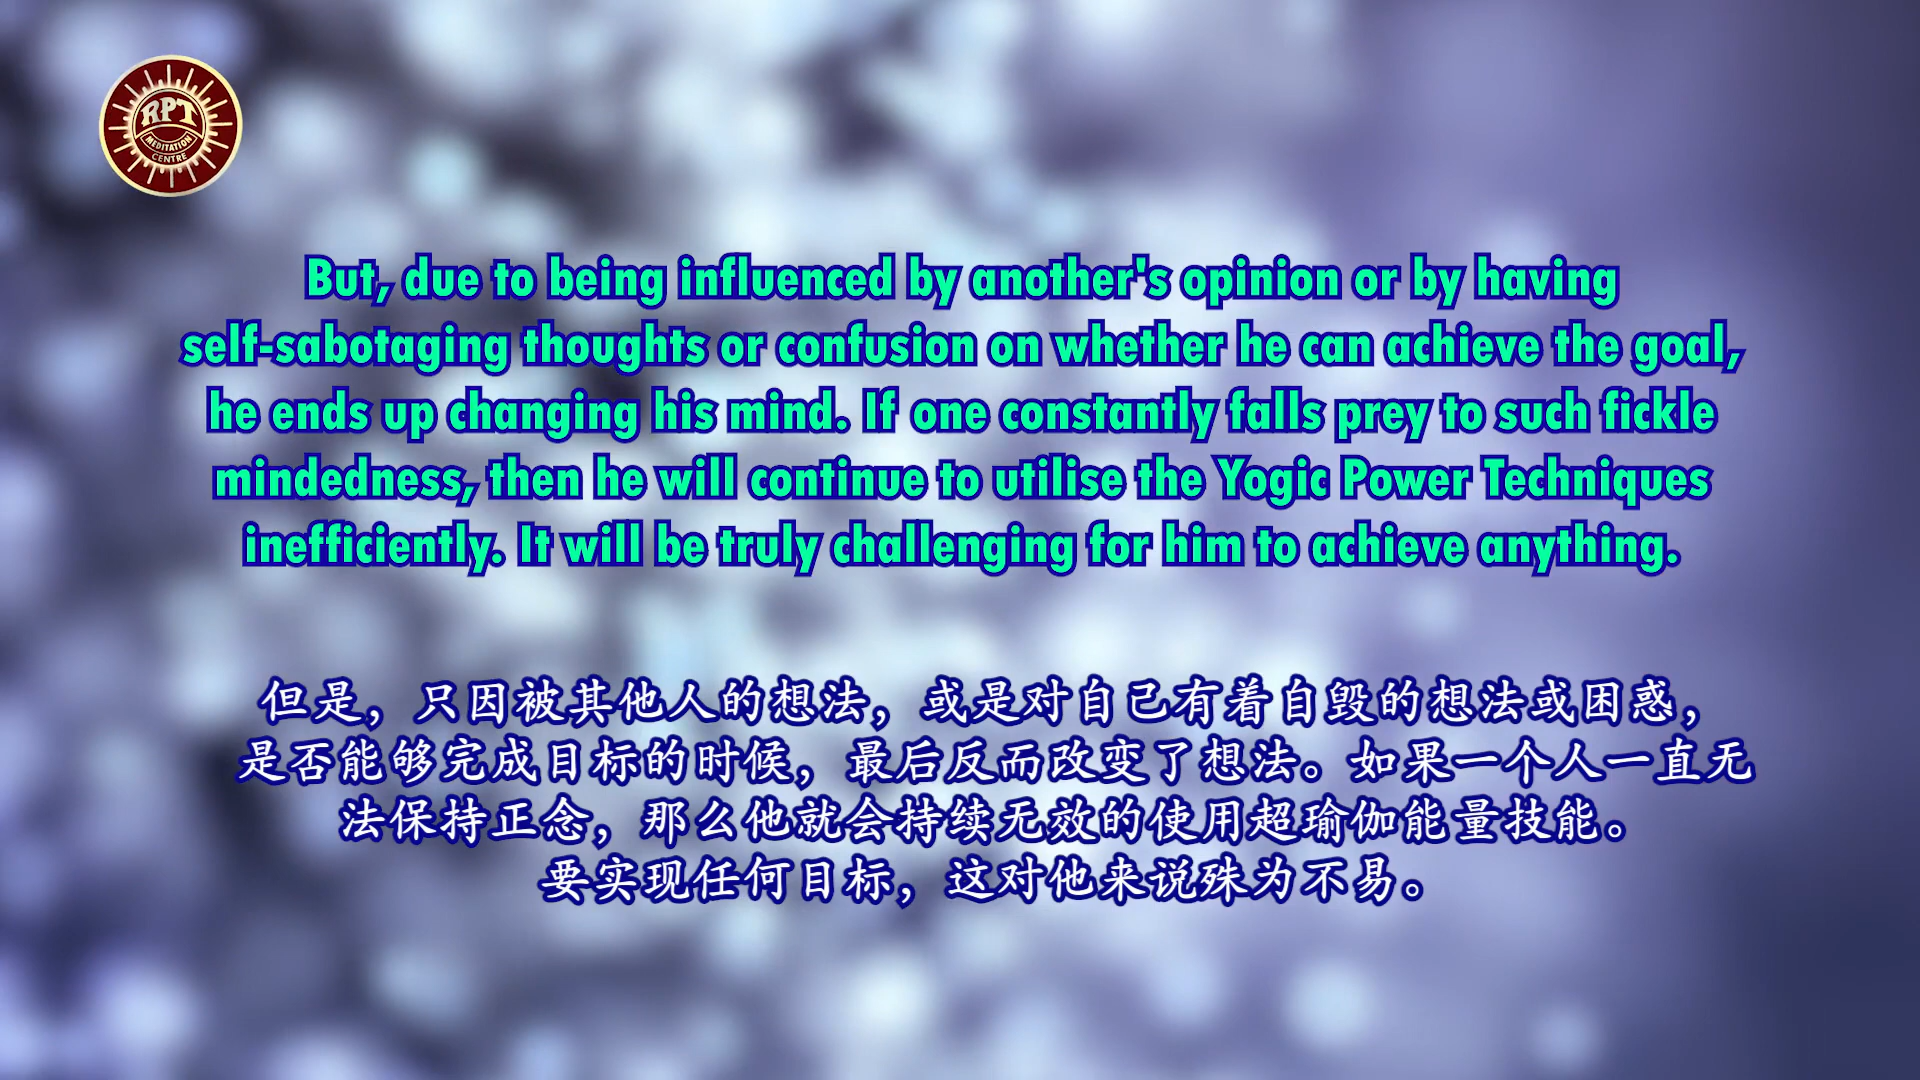 RPT
MEDITATION
CENTRE
But, due to being influenced by another's opinion or by having
self-sabotaging thoughts or confusion on whether he can achieve the goal,
he ends up changing his mind. If one constantly falls prey to such fickle
mindedness, then he will continue to utilise the Yogic Power Techniques
inefficiently. It will be truly challenging for him to achieve anything.
但是，只因被其他人的想法，或是对自己有着自毁的想法或困惑，
是否能够完成目标的时候，最后反而改变了想法。如果一个人一直无
法保持正念，那么他就会持续无效的使用超瑜伽能量技能。
要实现任何目标，这对他来说殊为不易。